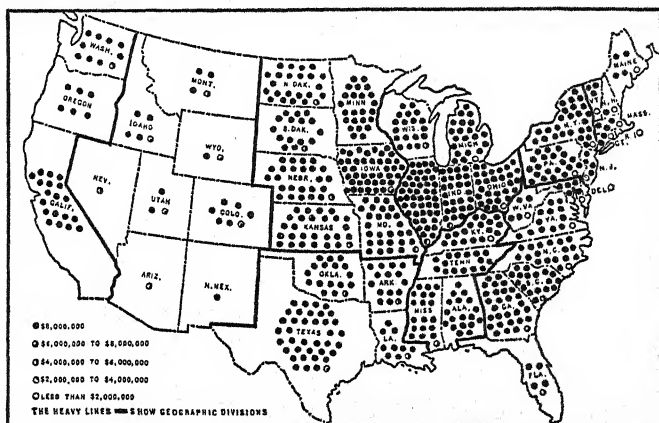 WASH.
MONT.
N. DAK.
MINN
MAINE
OREGON
IDAHO
WYO.
S. DAK.
WIS.
MICH
N.Y.
VT.
N.H.
MASS.
R.I.
CT.
NEV.
UTAH
COLO.
NEBR.
IOWA
ILL.
IND
OHIO
PA.
N.J.
DEL.
CALIF.
KANSAS
MO.
KY.
W.VA
VA.
ARIZ.
N.MEX.
OKLA.
ARK
TENN
N.C.
S.C.
TEXAS
LA.
MISS
ALA.
GA.
FLA.
$8,000,000
$6,000,000 TO $8,000,000
$4,000,000 TO $6,000,000
$2,000,000 TO $4,000,000
LESS THAN $2,000,000
THE HEAVY LINES SHOW GEOGRAPHIC DIVISIONS